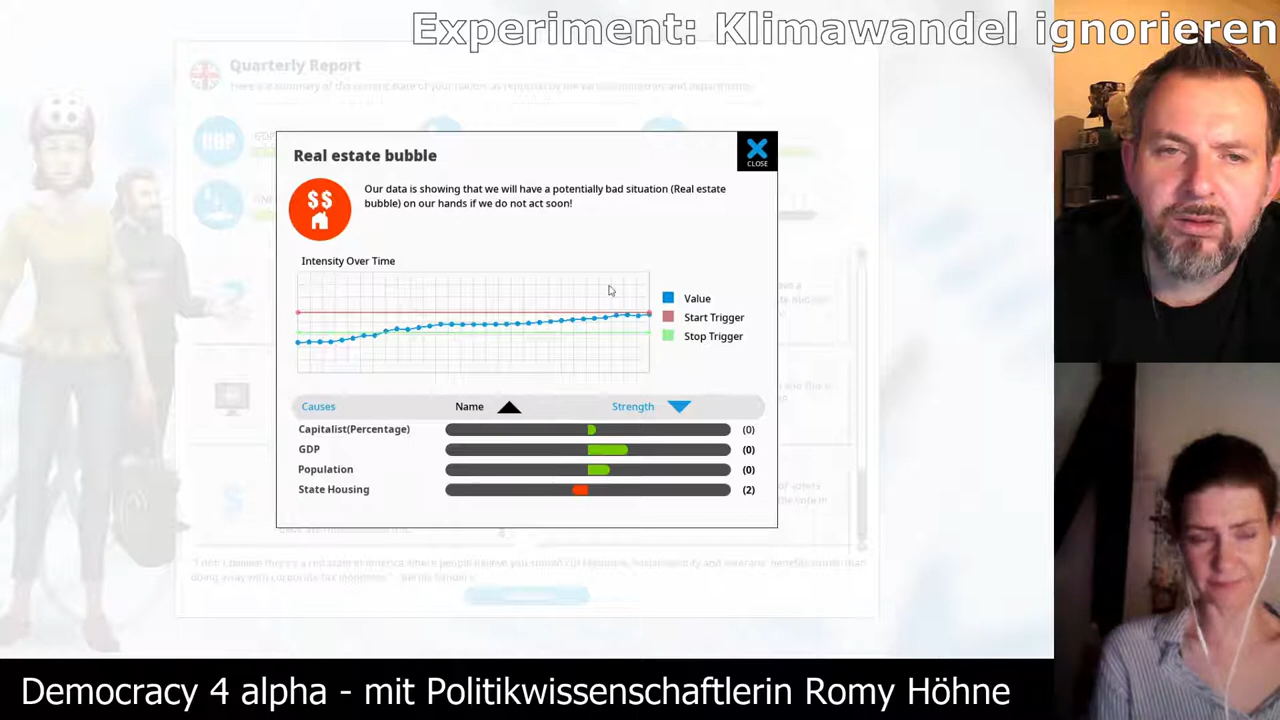 Experiment: Klimawandel ignorieren
Quarterly Report
GDP
Real estate bubble
CLOSE
Our data is showing that we will have a potentially bad situation (Real estate
bubble) on our hands if we do not act soon!
$$
Intensity Over Time
Value
Start Trigger
Stop Trigger
Causes Name Strength
Capitalist(Percentage) (0)
GDP (0)
Population (0)
State Housing (2)
Democracy 4 alpha - mit Politikwissenschaftlerin Romy Höhne